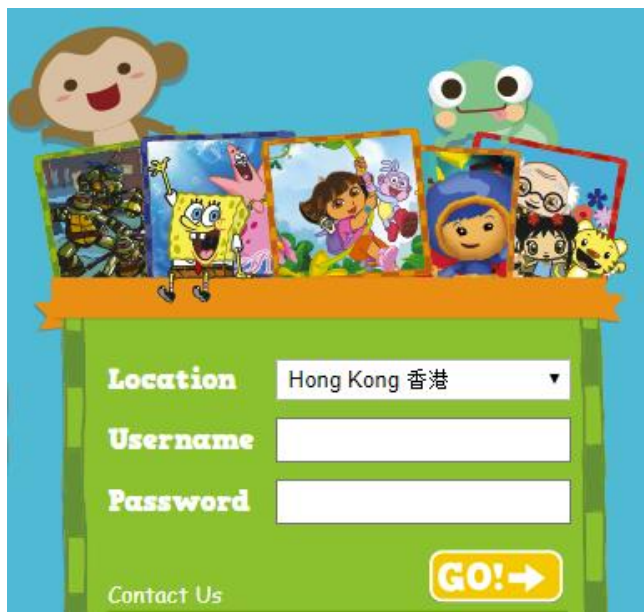 Location Hong Kong 香港
Username
Password
GO!
Contact Us